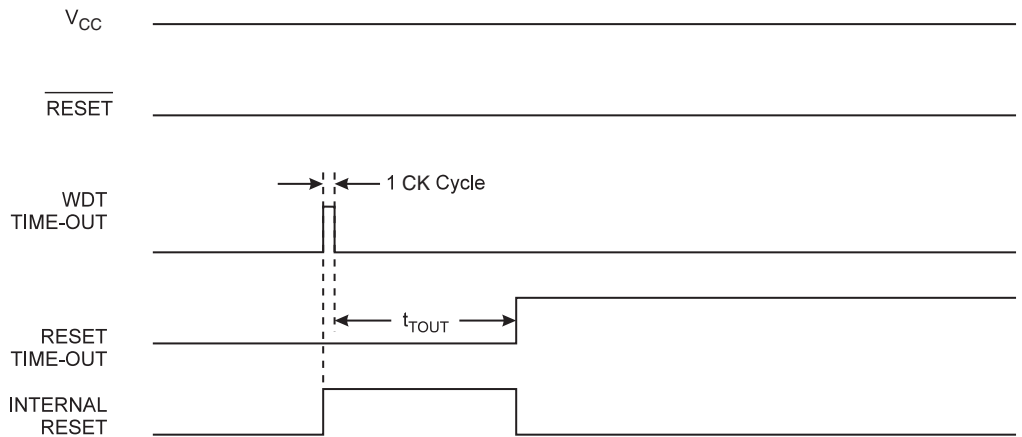 VCC
RESET
1 CK Cycle
WDT
TIME-OUT
tTOUT
RESET
TIME-OUT
INTERNAL
RESET